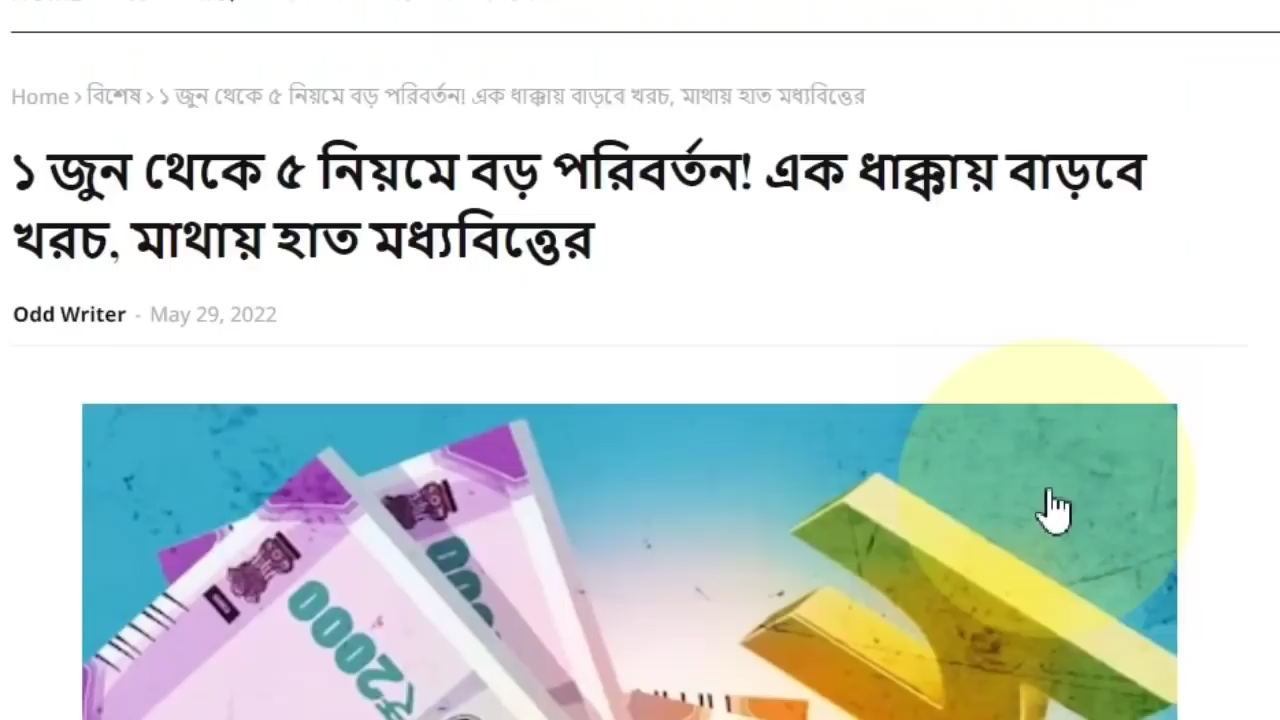 Home › বিশেষ › ১ জুন থেকে ৫ নিয়মে বড় পরিবর্তন! এক ধাক্কায় বাড়বে খরচ, মাথায় হাত মধ্যবিত্তের
১ জুন থেকে ৫ নিয়মে বড় পরিবর্তন! এক ধাক্কায় বাড়বে
খরচ, মাথায় হাত মধ্যবিত্তের
Odd Writer - May 29, 2022
₹2000